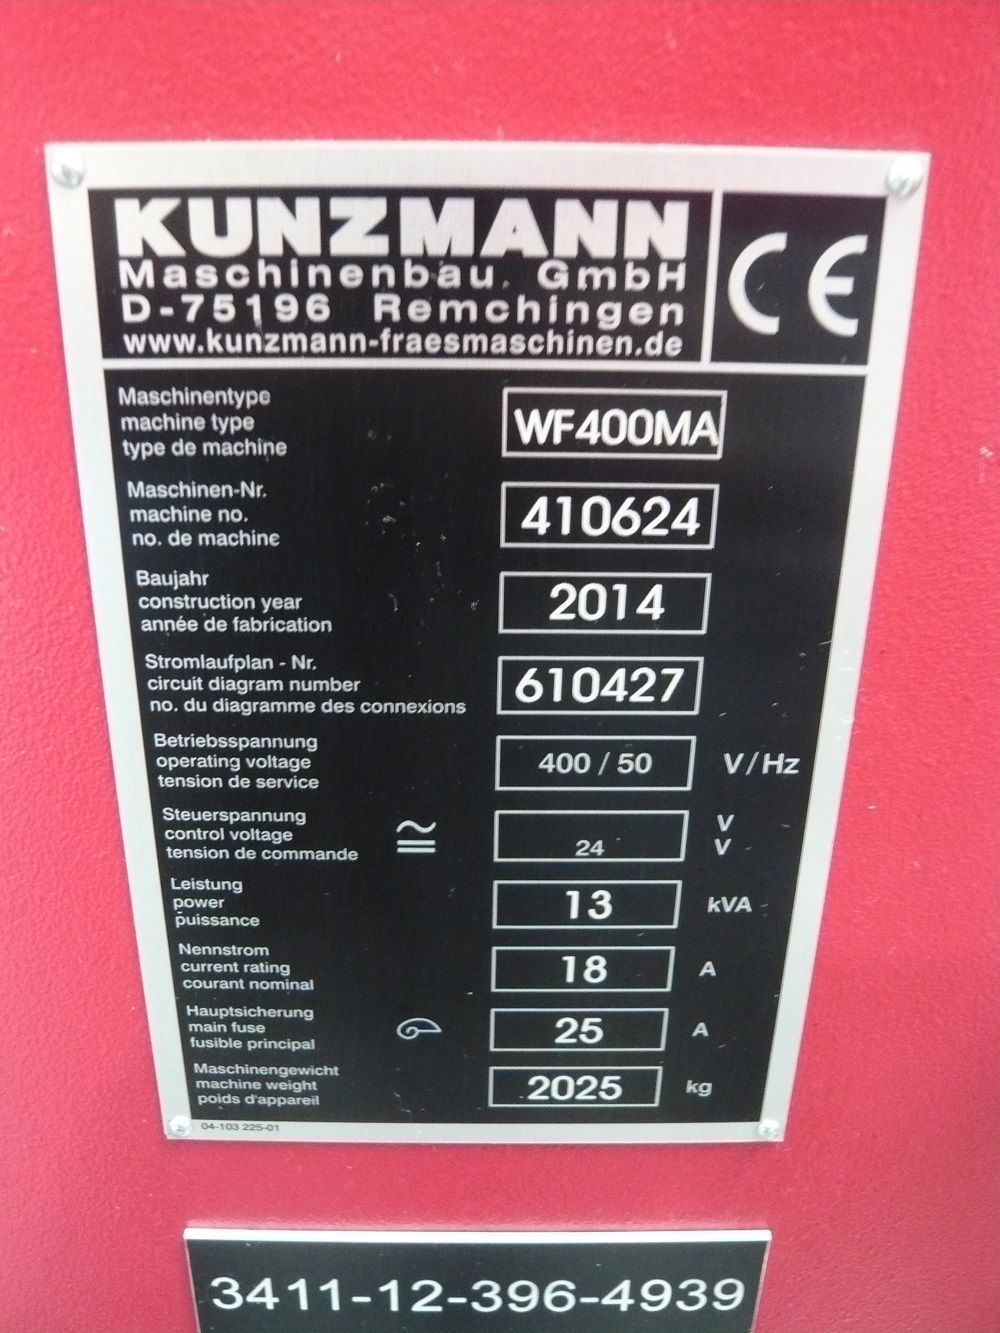 KUNZMANN
Maschinenbau GmbH
D-75196 Remchingen
www.kunzmann-fraesmaschinen.de
CE
Maschinentype
machine type
type de machine
WF400MA
Maschinen-Nr.
machine no.
no. de machine
410624
Baujahr
construction year
année de fabrication
2014
Stromlaufplan - Nr.
circuit diagram number
no. du diagramme des connexions
610427
Betriebsspannung
operating voltage
tension de service
400 / 50 V/Hz
Steuerspannung
control voltage
tension de commande
V
24 V
Leistung
power
puissance
13 kVA
Nennstrom
current rating
courant nominal
18 A
Hauptsicherung
main fuse
fusible principal
25 A
Maschinengewicht
machine weight
poids d'appareil
2025 kg
04-103 225-01
3411-12-396-4939